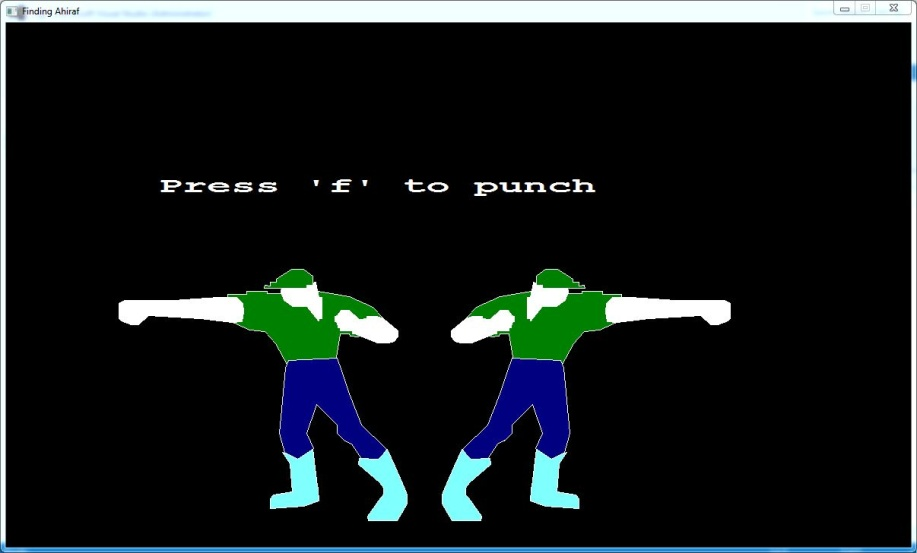 Finding Ahiraf
Press 'f' to punch